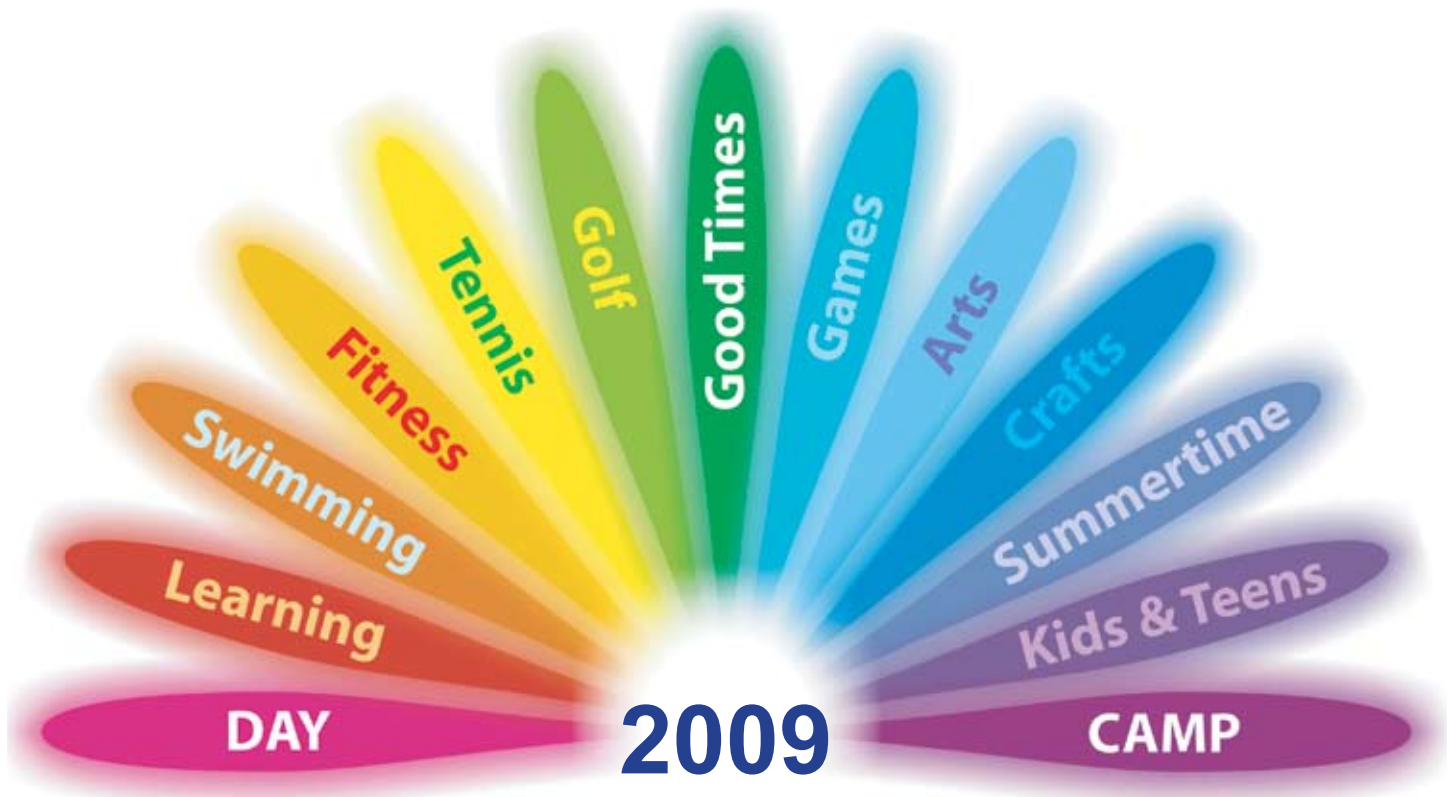 DAY
Learning
Swimming
Fitness
Tennis
Golf
Good Times
Games
Arts
Crafts
Summertime
Kids & Teens
CAMP
2009